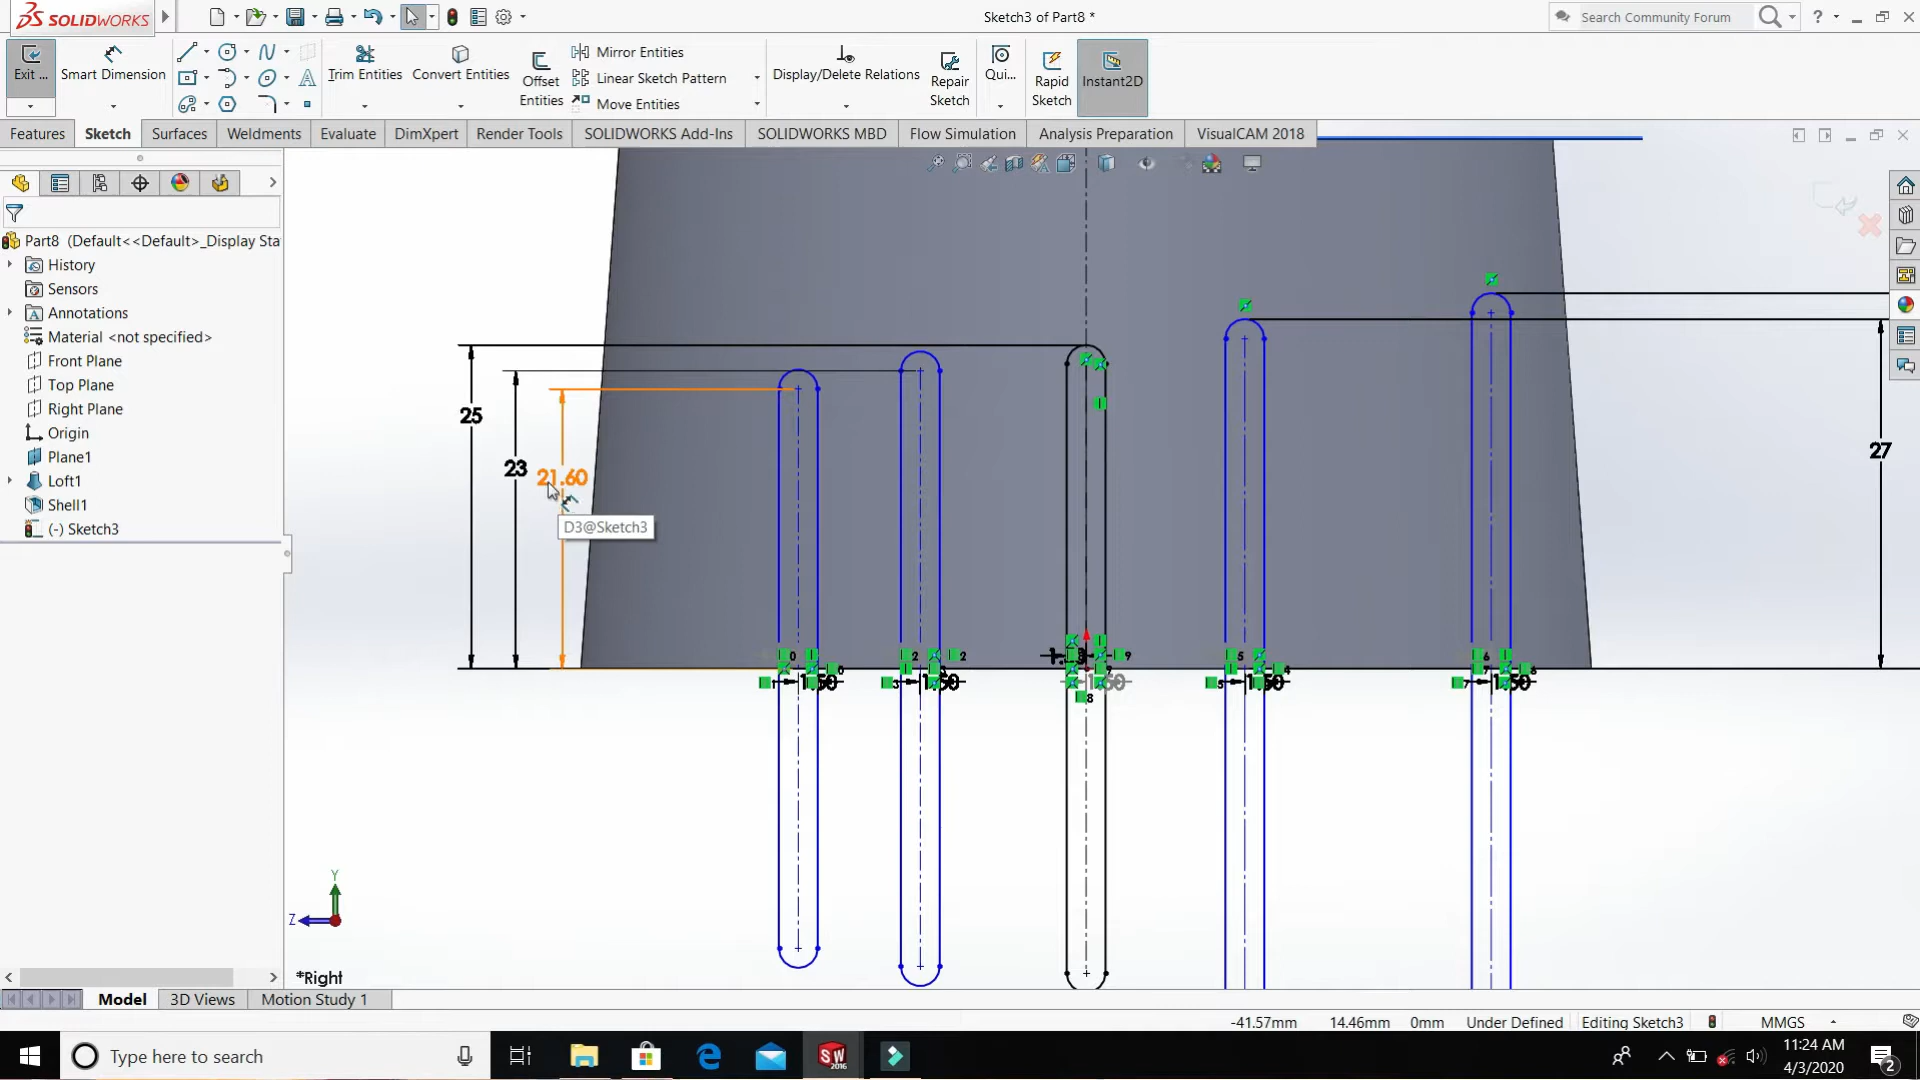 SOLIDWORKS
Sketch3 of Part8 *
Search Community Forum
?
Exit ...
Smart Dimension
Trim Entities
Convert Entities
Offset
Entities
Mirror Entities
Linear Sketch Pattern
Move Entities
Display/Delete Relations
Repair
Sketch
Qui...
Rapid
Sketch
Instant2D
Features
Sketch
Surfaces
Weldments
Evaluate
DimXpert
Render Tools
SOLIDWORKS Add-Ins
SOLIDWORKS MBD
Flow Simulation
Analysis Preparation
VisualCAM 2018
Part8 (Default<<Default>_Display Sta
History
Sensors
Annotations
Material <not specified>
Front Plane
Top Plane
Right Plane
Origin
Plane1
Loft1
Shell1
(-) Sketch3
25
23
21.60
D3@Sketch3
27
Y
Z
*Right
Model
3D Views
Motion Study 1
-41.57mm
14.46mm
0mm
Under Defined
Editing Sketch3
MMGS
Type here to search
SW
2016
11:24 AM
4/3/2020
2